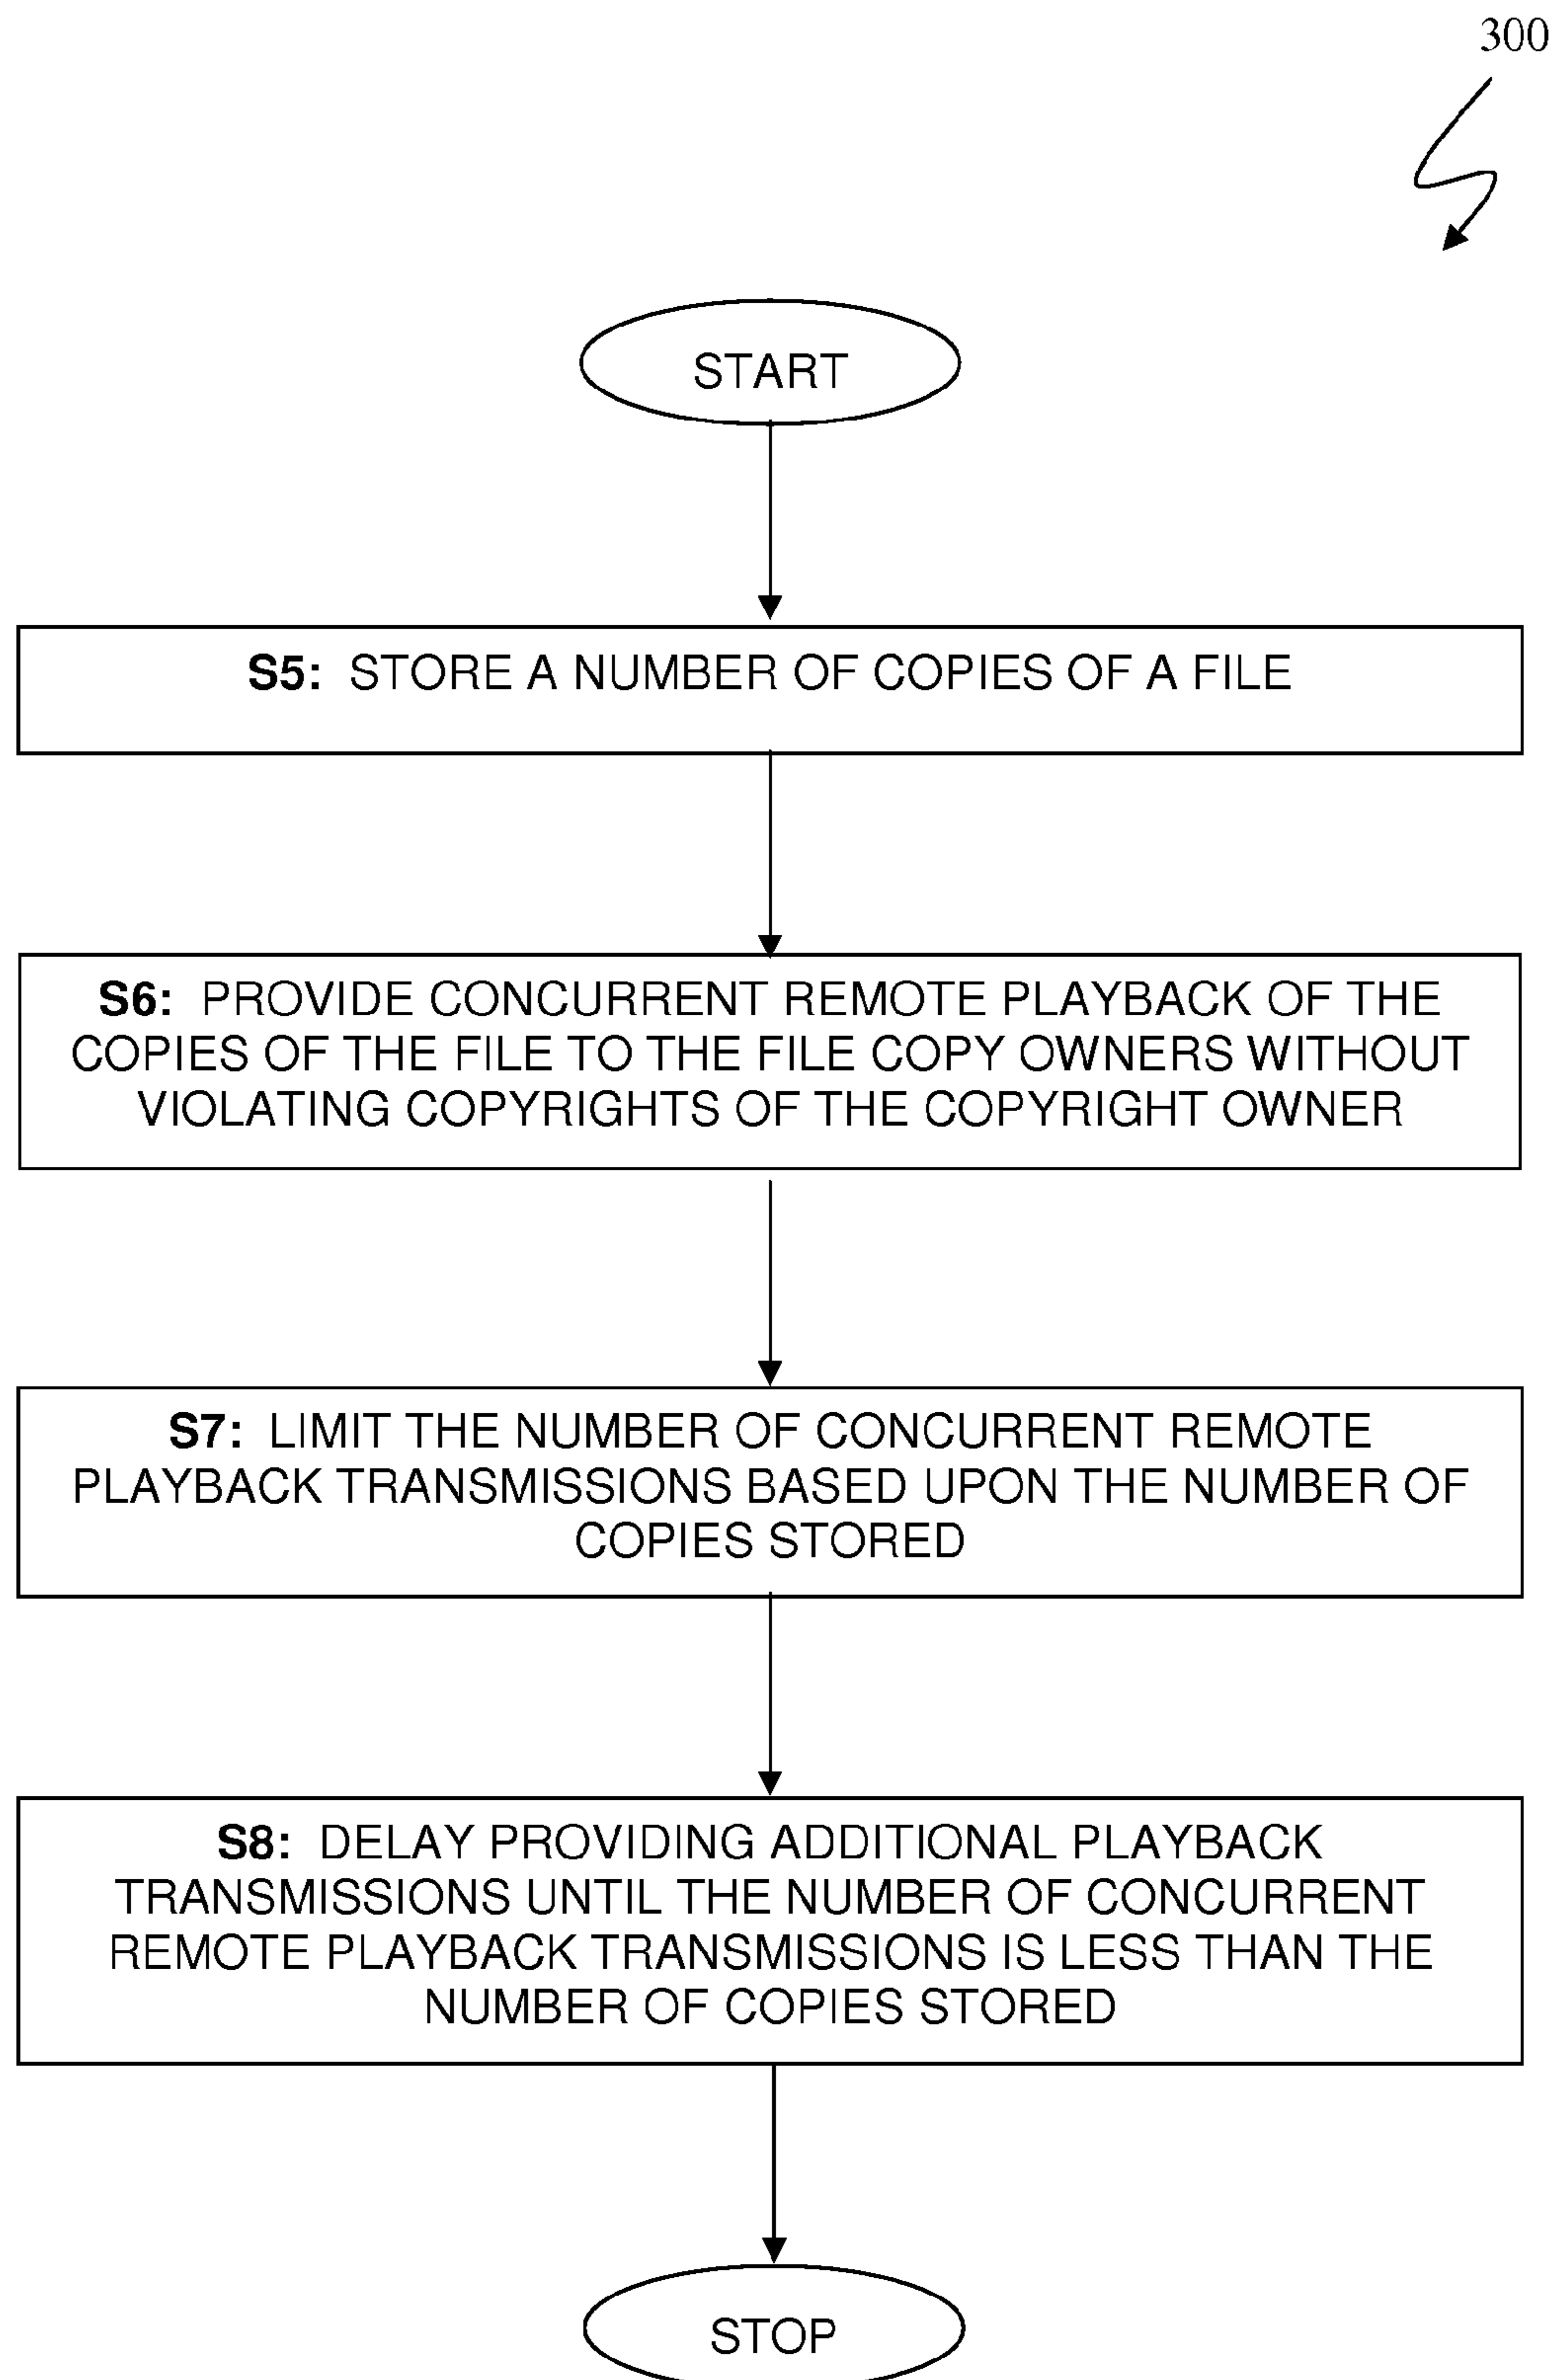 300
START
S5: STORE A NUMBER OF COPIES OF A FILE
S6: PROVIDE CONCURRENT REMOTE PLAYBACK OF THE
COPIES OF THE FILE TO THE FILE COPY OWNERS WITHOUT
VIOLATING COPYRIGHTS OF THE COPYRIGHT OWNER
S7: LIMIT THE NUMBER OF CONCURRENT REMOTE
PLAYBACK TRANSMISSIONS BASED UPON THE NUMBER OF
COPIES STORED
S8: DELAY PROVIDING ADDITIONAL PLAYBACK
TRANSMISSIONS UNTIL THE NUMBER OF CONCURRENT
REMOTE PLAYBACK TRANSMISSIONS IS LESS THAN THE
NUMBER OF COPIES STORED
STOP